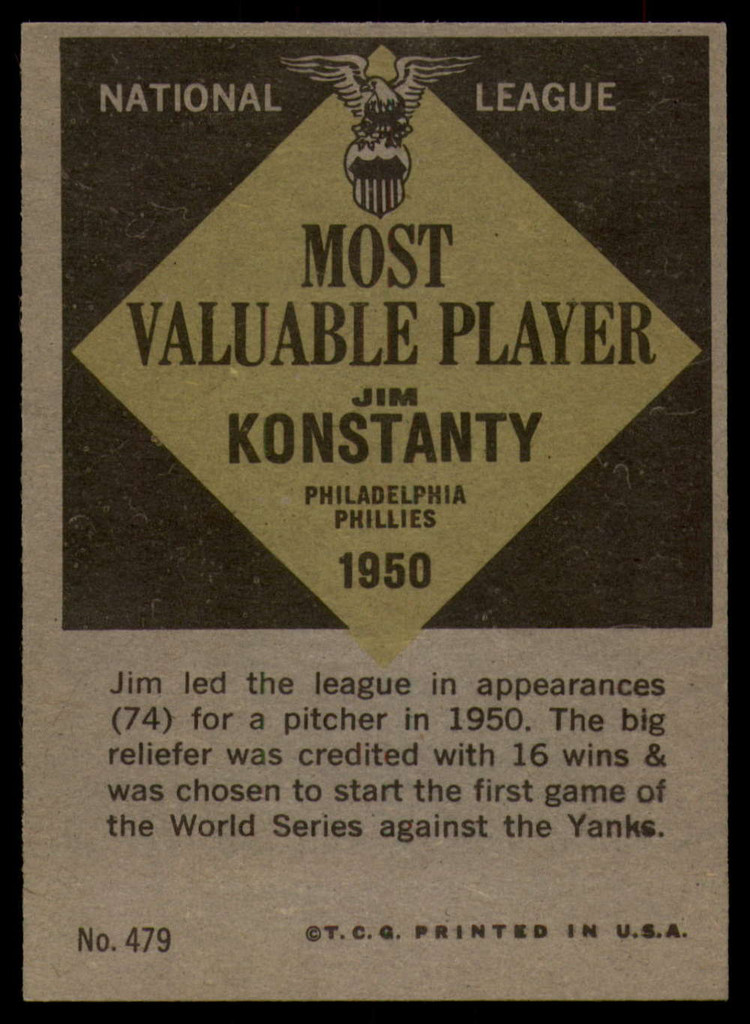 NATIONAL LEAGUE
MOST
VALUABLE PLAYER
JIM
KONSTANTY
PHILADELPHIA
PHILLIES
1950
Jim led the league in appearances
(74) for a pitcher in 1950. The big
reliefer was credited with 16 wins &
was chosen to start the first game of
the World Series against the Yanks.
No. 479
©T.C.G. PRINTED IN U.S.A.